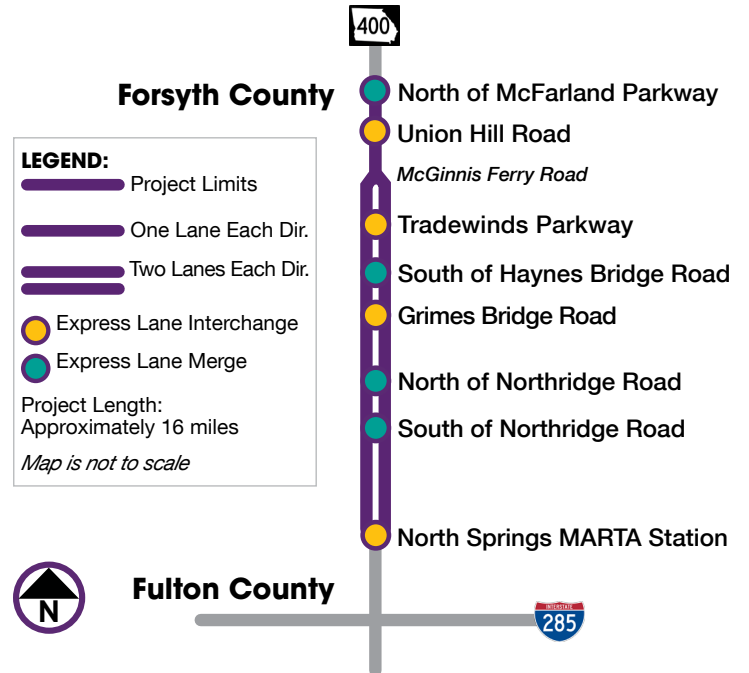 400
Forsyth County
North of McFarland Parkway
Union Hill Road
McGinnis Ferry Road
Tradewinds Parkway
South of Haynes Bridge Road
Grimes Bridge Road
North of Northridge Road
South of Northridge Road
North Springs MARTA Station
LEGEND:
Project Limits
One Lane Each Dir.
Two Lanes Each Dir.
Express Lane Interchange
Express Lane Merge
Project Length:
Approximately 16 miles
Map is not to scale
N
Fulton County
INTERSTATE
285